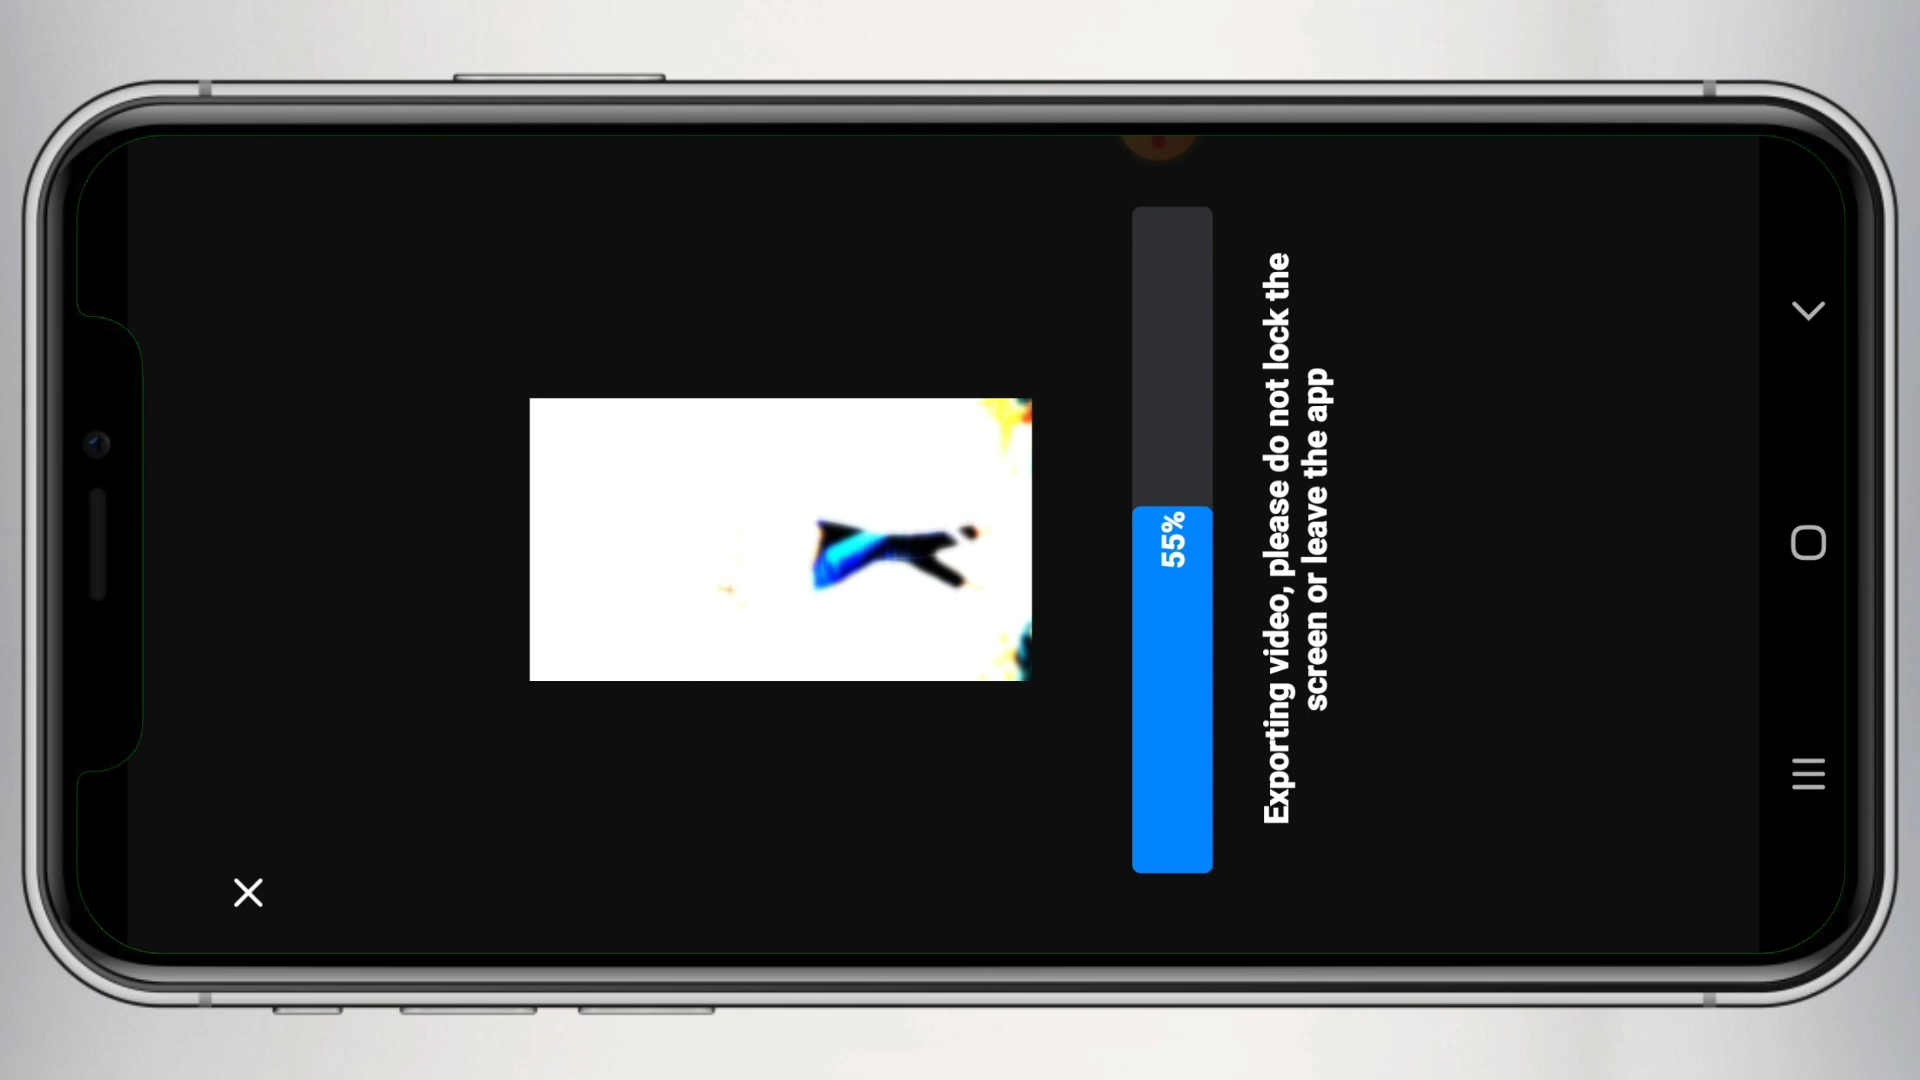 55%
Exporting video, please do not lock the
screen or leave the app